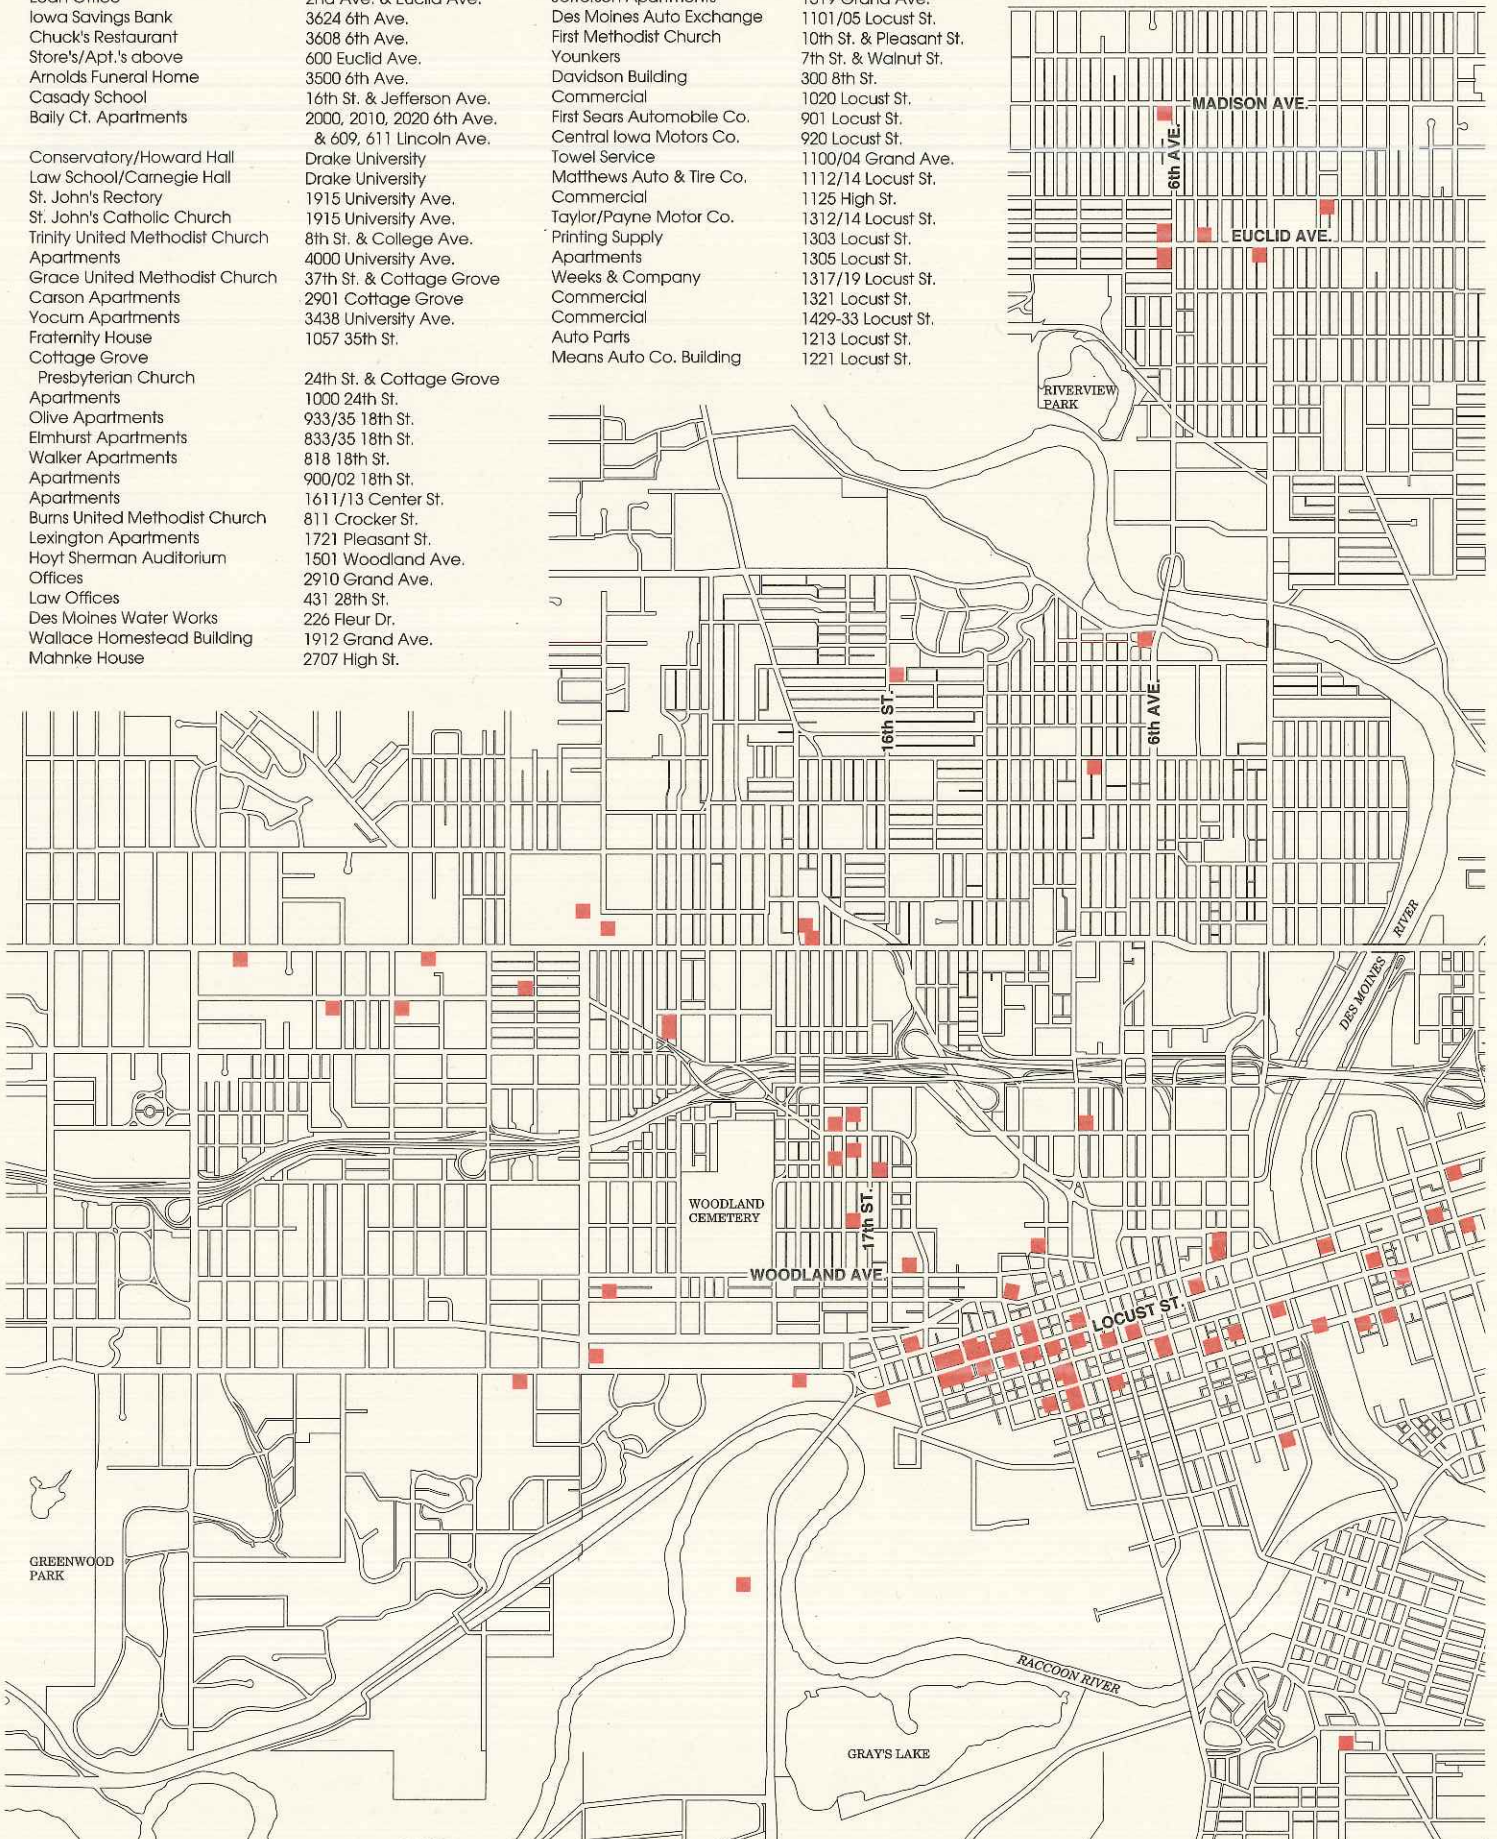 Loan Office 2nd Ave. & Euclid Ave.
Iowa Savings Bank 3624 6th Ave.
Chuck's Restaurant 3608 6th Ave.
Store's/Apt.'s above 600 Euclid Ave.
Arnolds Funeral Home 3500 6th Ave.
Casady School 16th St. & Jefferson Ave.
Baily Ct. Apartments 2000, 2010, 2020 6th Ave.
& 609, 611 Lincoln Ave.
Conservatory/Howard Hall Drake University
Law School/Carnegie Hall Drake University
St. John's Rectory 1915 University Ave.
St. John's Catholic Church 1915 University Ave.
Trinity United Methodist Church 8th St. & College Ave.
Apartments 4000 University Ave.
Grace United Methodist Church 37th St. & Cottage Grove
Carson Apartments 2901 Cottage Grove
Yocum Apartments 3438 University Ave.
Fraternity House 1057 35th St.
Cottage Grove
Presbyterian Church 24th St. & Cottage Grove
Apartments 1000 24th St.
Olive Apartments 933/35 18th St.
Elmhurst Apartments 833/35 18th St.
Walker Apartments 818 18th St.
Apartments 900/02 18th St.
Apartments 1611/13 Center St.
Burns United Methodist Church 811 Crocker St.
Lexington Apartments 1721 Pleasant St.
Hoyt Sherman Auditorium 1501 Woodland Ave.
Offices 2910 Grand Ave.
Law Offices 431 28th St.
Des Moines Water Works 226 Fleur Dr.
Wallace Homestead Building 1912 Grand Ave.
Mahnke House 2707 High St.
Jefferson Apartments 1519 Grand Ave.
Des Moines Auto Exchange 1101/05 Locust St.
First Methodist Church 10th St. & Pleasant St.
Younkers 7th St. & Walnut St.
Davidson Building 300 8th St.
Commercial 1020 Locust St.
First Sears Automobile Co. 901 Locust St.
Central Iowa Motors Co. 920 Locust St.
Towel Service 1100/04 Grand Ave.
Matthews Auto & Tire Co. 1112/14 Locust St.
Commercial 1125 High St.
Taylor/Payne Motor Co. 1312/14 Locust St.
Printing Supply 1303 Locust St.
Apartments 1305 Locust St.
Weeks & Company 1317/19 Locust St.
Commercial 1321 Locust St.
Commercial 1429-33 Locust St.
Auto Parts 1213 Locust St.
Means Auto Co. Building 1221 Locust St.
MADISON AVE.
6th AVE.
EUCLID AVE.
RIVERVIEW
PARK
16th ST.
6th AVE.
DES MOINES RIVER
WOODLAND
CEMETERY
17th ST.
WOODLAND AVE.
LOCUST ST.
GREENWOOD
PARK
RACCOON RIVER
GRAY'S LAKE